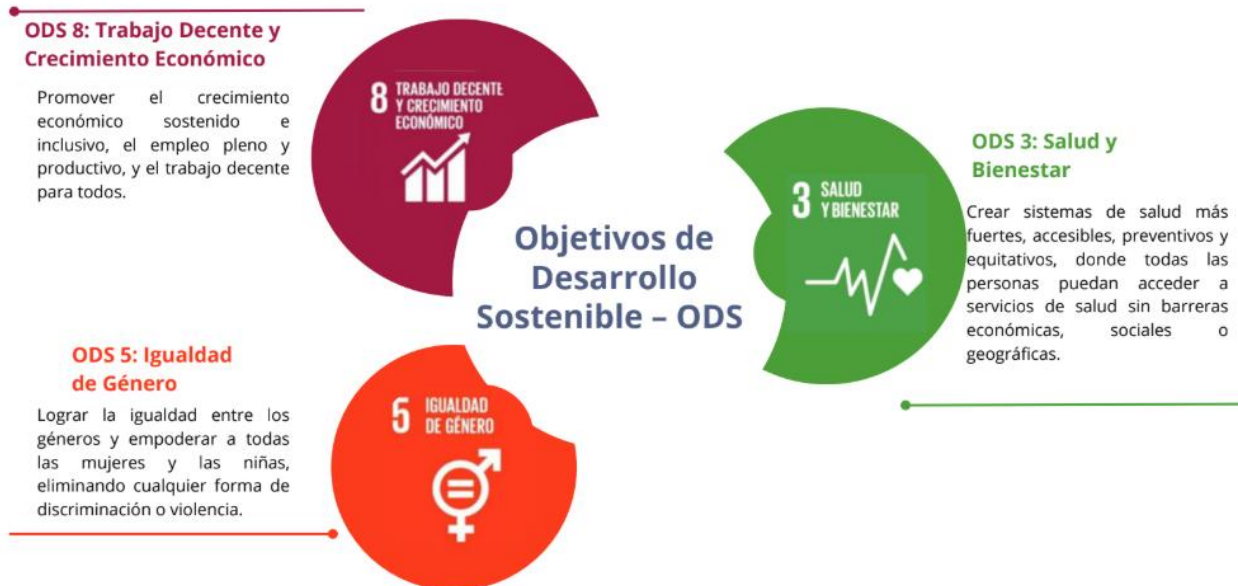 ODS 8: Trabajo Decente y
Crecimiento Económico
Promover el crecimiento
económico sostenido e
inclusivo, el empleo pleno y
productivo, y el trabajo decente
para todos.
8 TRABAJO DECENTE
Y CRECIMIENTO
ECONÓMICO
Objetivos de
Desarrollo
Sostenible – ODS
3 SALUD
Y BIENESTAR
ODS 3: Salud y
Bienestar
Crear sistemas de salud más
fuertes, accesibles, preventivos y
equitativos, donde todas las
personas puedan acceder a
servicios de salud sin barreras
económicas, sociales o
geográficas.
ODS 5: Igualdad
de Género
Lograr la igualdad entre los
géneros y empoderar a todas
las mujeres y las niñas,
eliminando cualquier forma de
discriminación o violencia.
5 IGUALDAD
DE GÉNERO